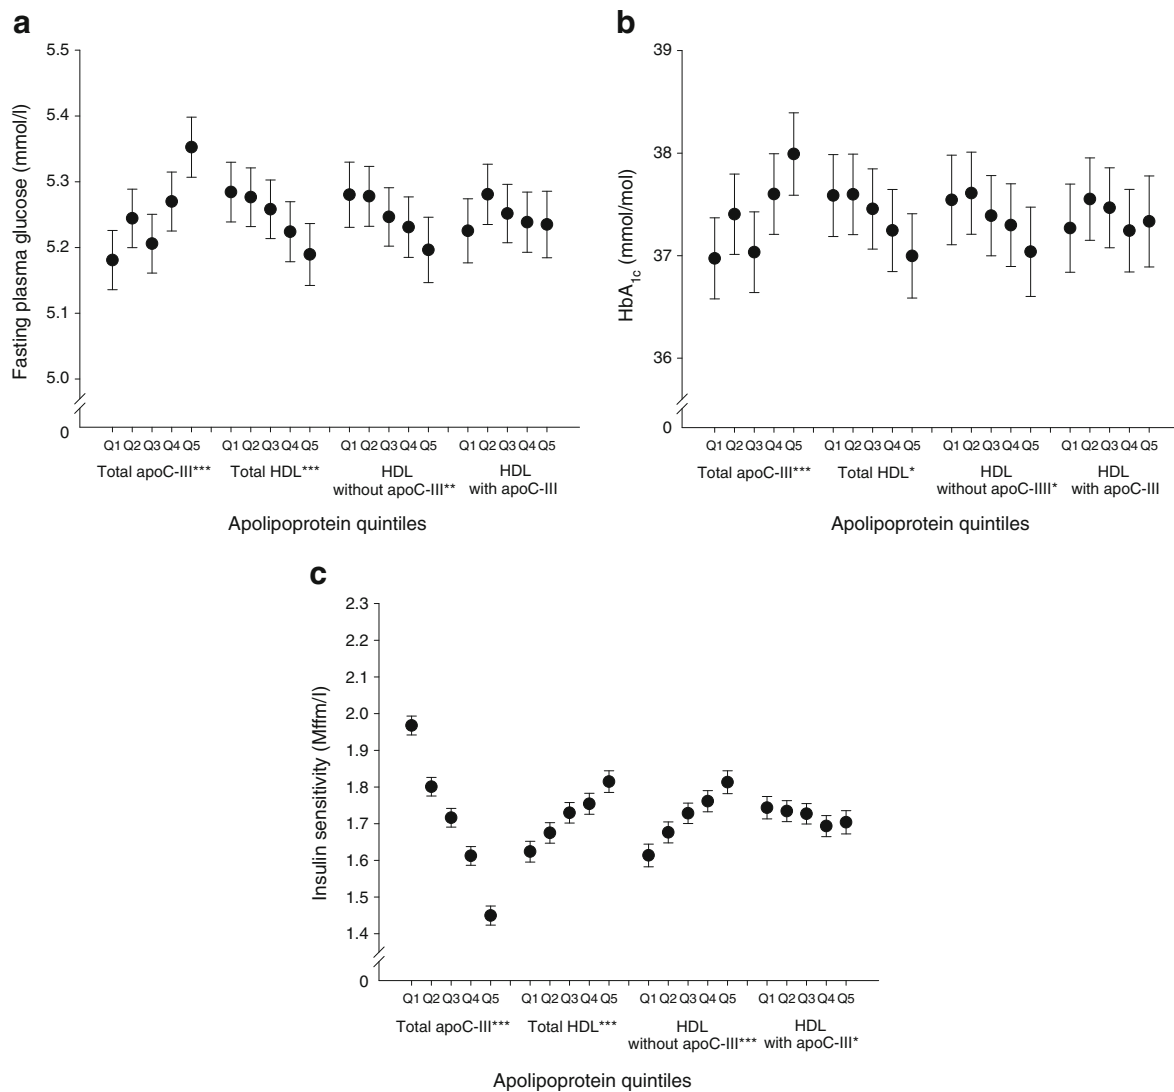 a
5.5
5.4
5.3
5.2
5.1
5.0
0
Fasting plasma glucose (mmol/l)
Q1 Q2 Q3 Q4 Q5 Q1 Q2 Q3 Q4 Q5 Q1 Q2 Q3 Q4 Q5 Q1 Q2 Q3 Q4 Q5
Total apoC-III*** Total HDL*** HDL HDL
without apoC-III** with apoC-III
Apolipoprotein quintiles
b
39
38
37
36
0
HbA1c (mmol/mol)
Q1 Q2 Q3 Q4 Q5 Q1 Q2 Q3 Q4 Q5 Q1 Q2 Q3 Q4 Q5 Q1 Q2 Q3 Q4 Q5
Total apoC-III*** Total HDL* HDL HDL
without apoC-IIII* with apoC-III
Apolipoprotein quintiles
c
2.3
2.2
2.1
2.0
1.9
1.8
1.7
1.6
1.5
1.4
0
Insulin sensitivity (Mffm/I)
Q1 Q2 Q3 Q4 Q5 Q1 Q2 Q3 Q4 Q5 Q1 Q2 Q3 Q4 Q5 Q1 Q2 Q3 Q4 Q5
Total apoC-III*** Total HDL*** HDL HDL
without apoC-III*** with apoC-III*
Apolipoprotein quintiles